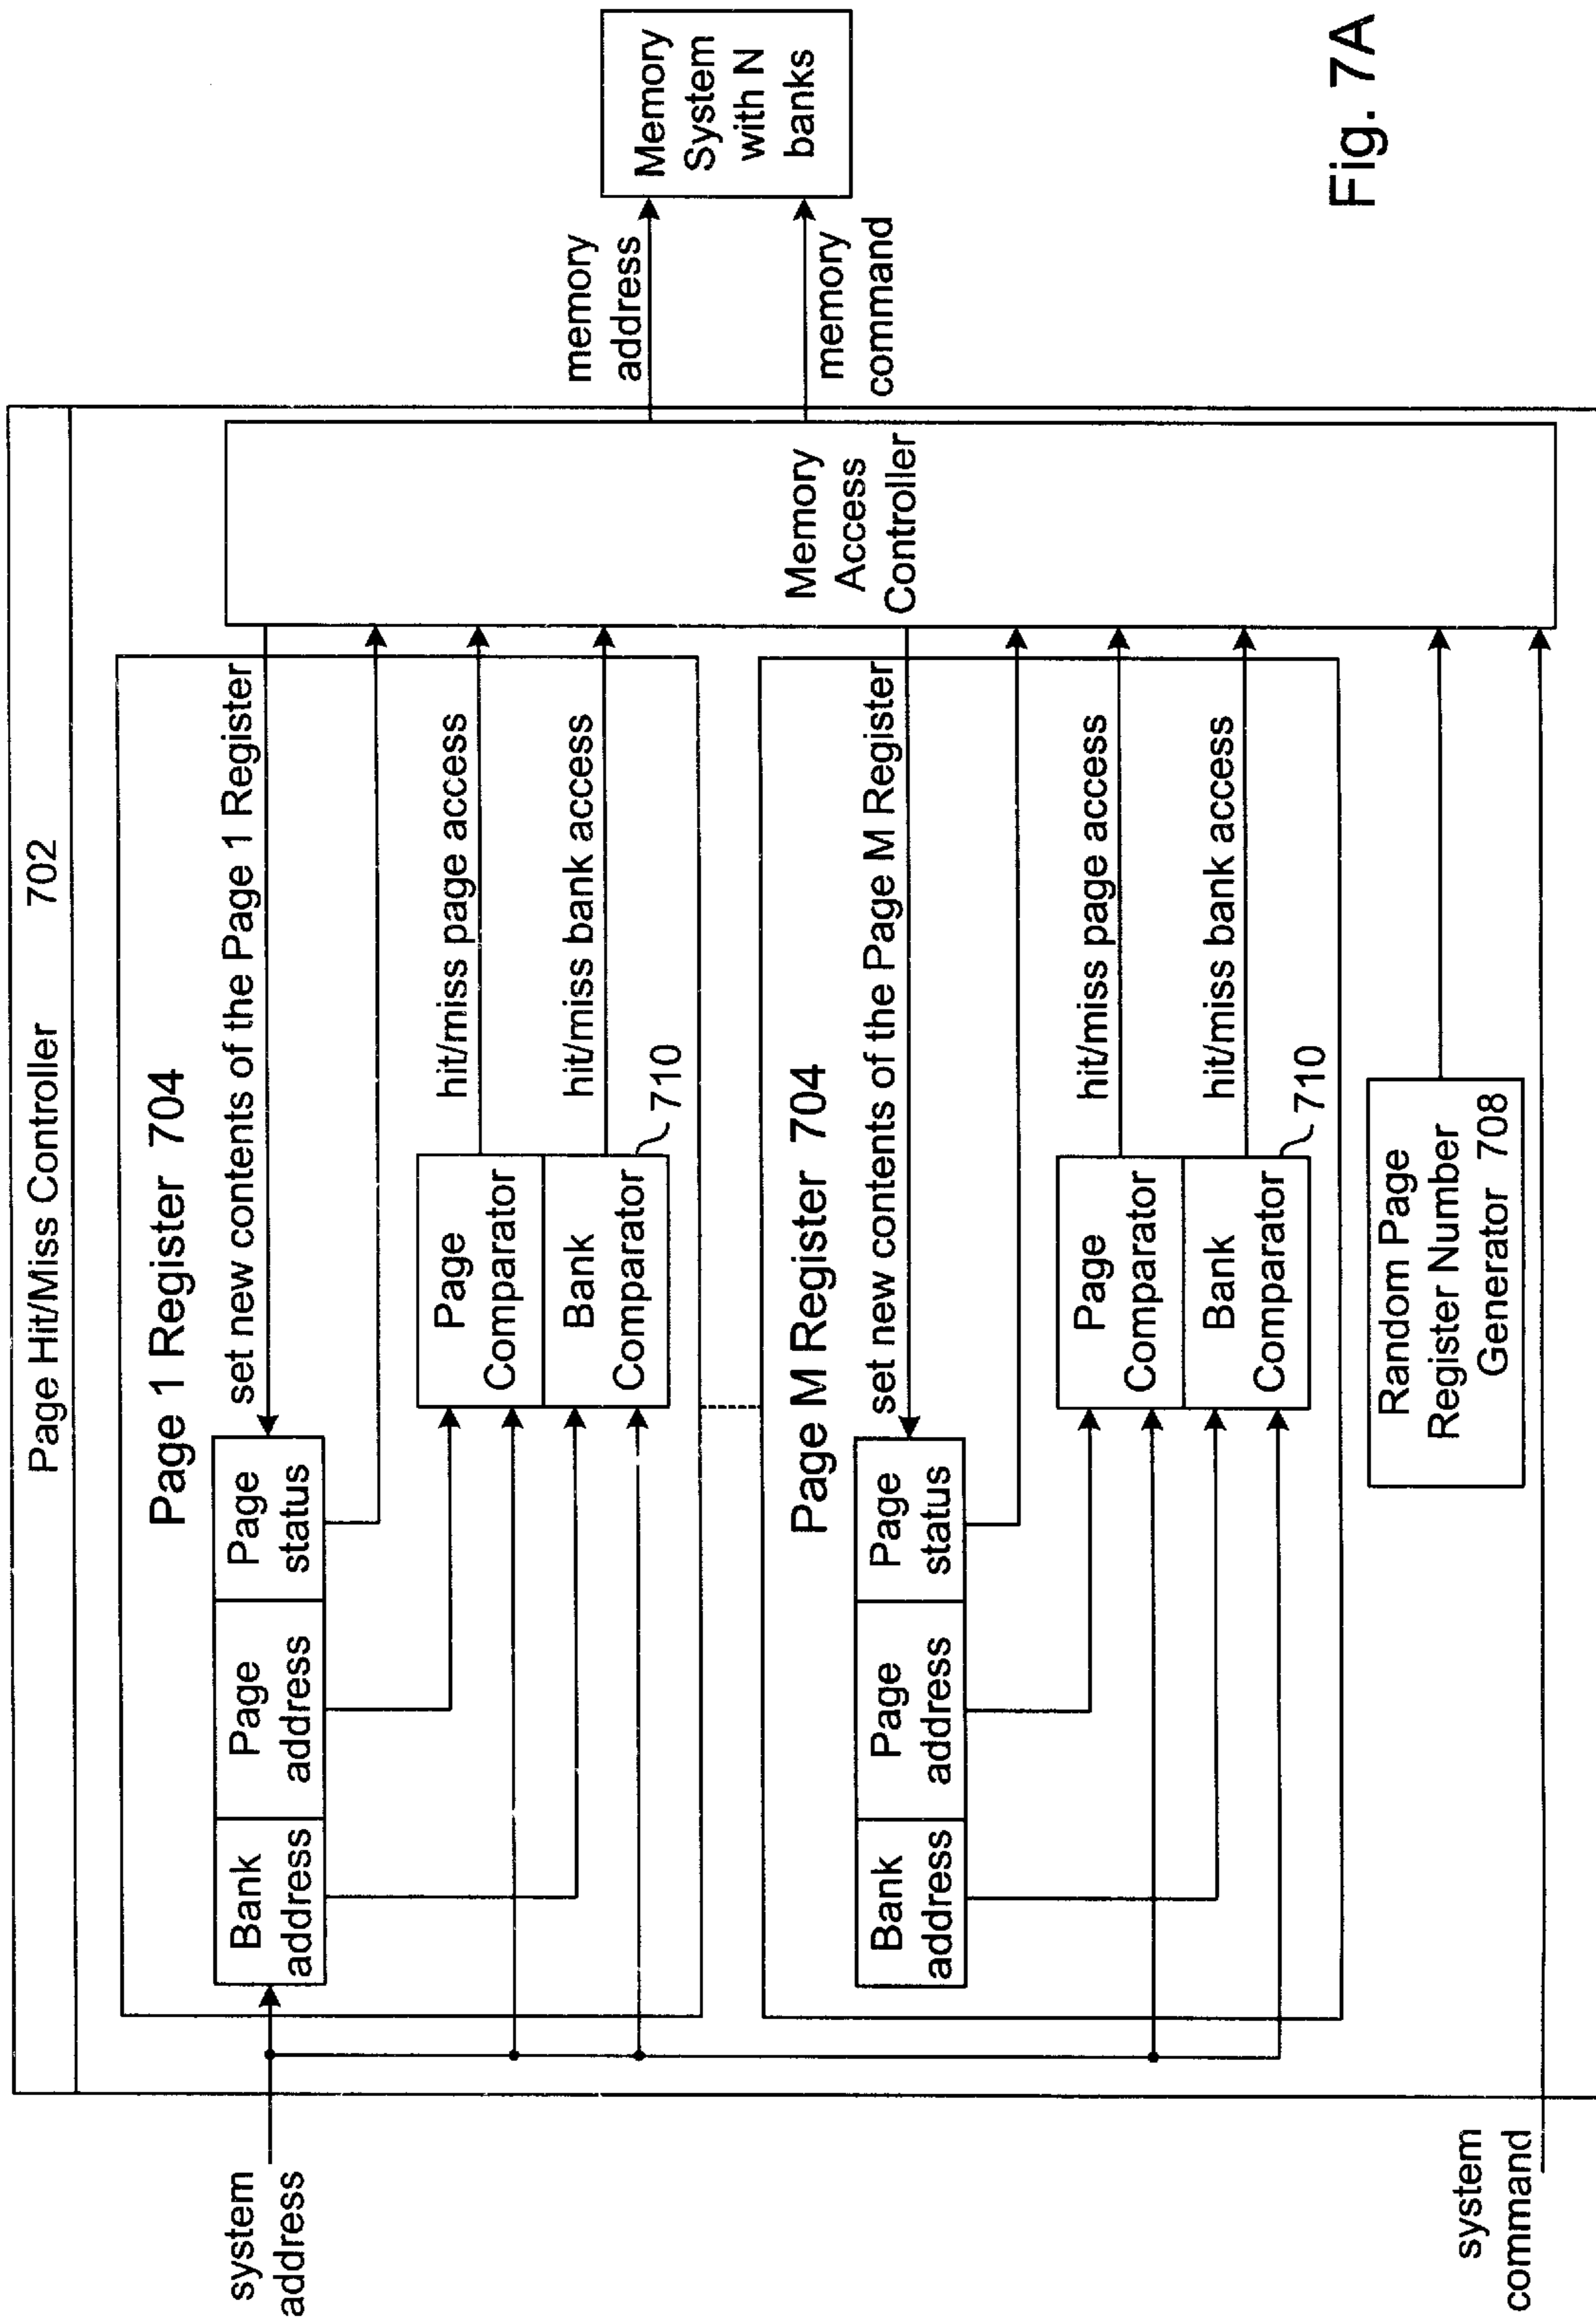 Page Hit/Miss Controller 702
system
address
Page 1 Register 704
set new contents of the Page 1 Register
Bank
address
Page
address
Page
status
Page
Comparator
Bank
Comparator
710
hit/miss page access
hit/miss bank access
Page M Register 704
set new contents of the Page M Register
Bank
address
Page
address
Page
status
Page
Comparator
Bank
Comparator
710
hit/miss page access
hit/miss bank access
Random Page
Register Number
Generator 708
system
command
Memory
Access
Controller
memory
address
memory
command
Memory
System
with N
banks
Fig. 7A